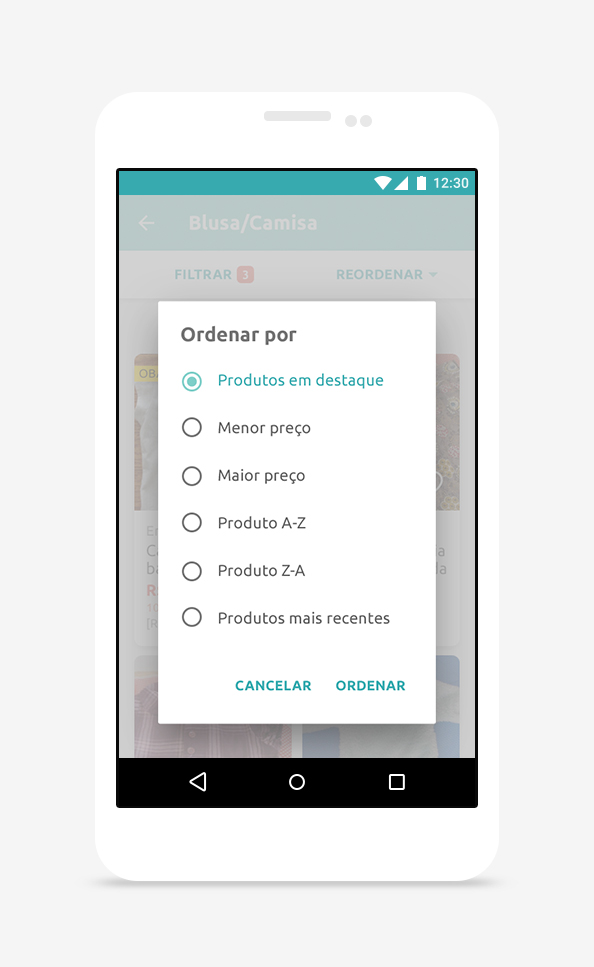 12:30
Blusa/Camisa
FILTRAR 3
REORDENAR
Ordenar por
Produtos em destaque
Menor preço
Maior preço
Produto A-Z
Produto Z-A
Produtos mais recentes
CANCELAR ORDENAR